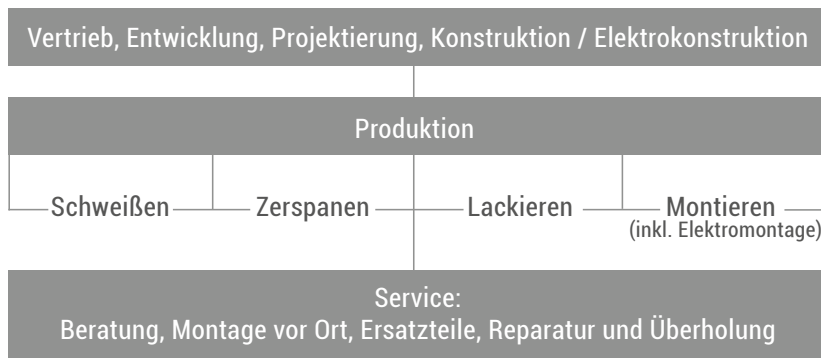 Vertrieb, Entwicklung, Projektierung, Konstruktion / Elektrokonstruktion
Produktion
Schweißen Zerspanen Lackieren Montieren
(inkl. Elektromontage)
Service:
Beratung, Montage vor Ort, Ersatzteile, Reparatur und Überholung